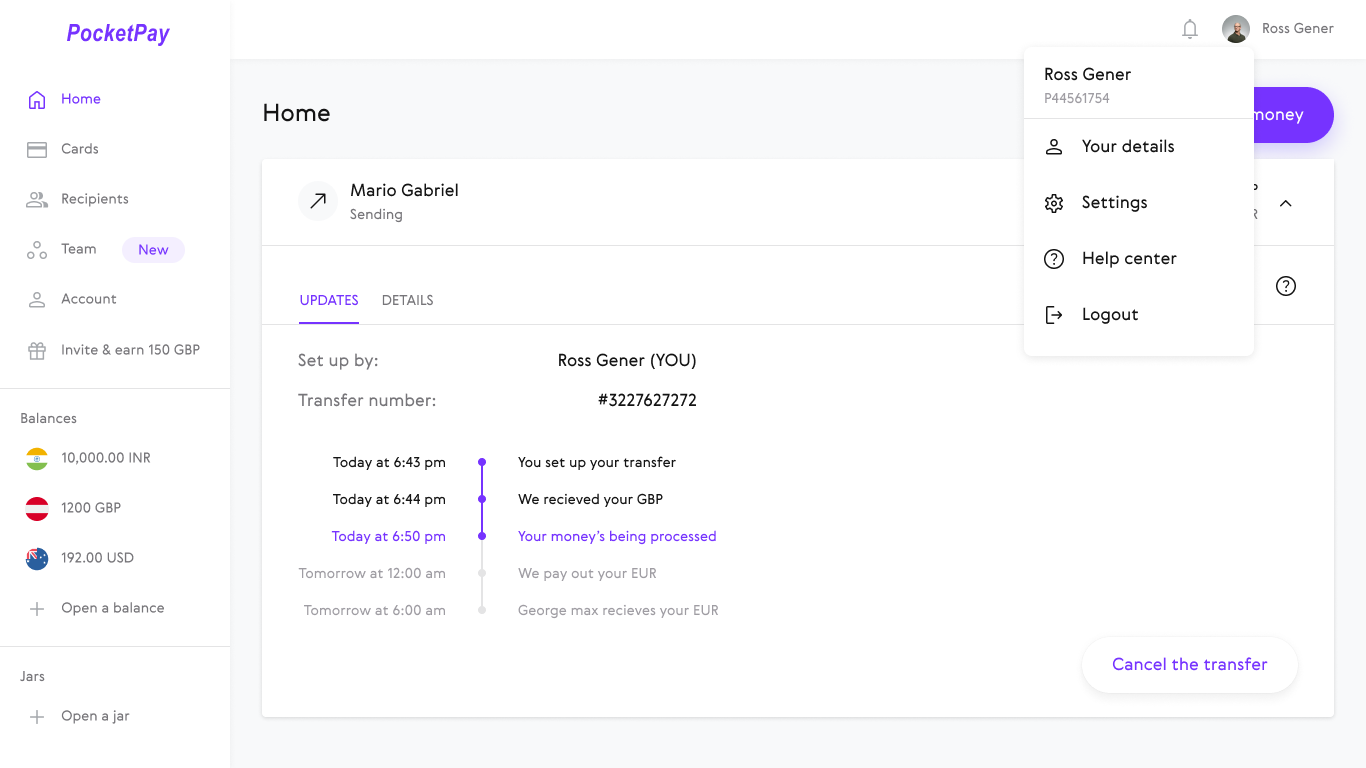 PocketPay
Home
Cards
Recipients
Team
New
Account
Invite & earn 150 GBP
Balances
10,000.00 INR
1200 GBP
192.00 USD
Open a balance
Jars
Open a jar
Ross Gener
Ross Gener
P44561754
Your details
Settings
Help center
Logout
Home
money
Mario Gabriel
Sending
UPDATES
DETAILS
Set up by:
Ross Gener (YOU)
Transfer number:
#3227627272
Today at 6:43 pm
You set up your transfer
Today at 6:44 pm
We recieved your GBP
Today at 6:50 pm
Your money’s being processed
Tomorrow at 12:00 am
We pay out your EUR
Tomorrow at 6:00 am
George max recieves your EUR
Cancel the transfer